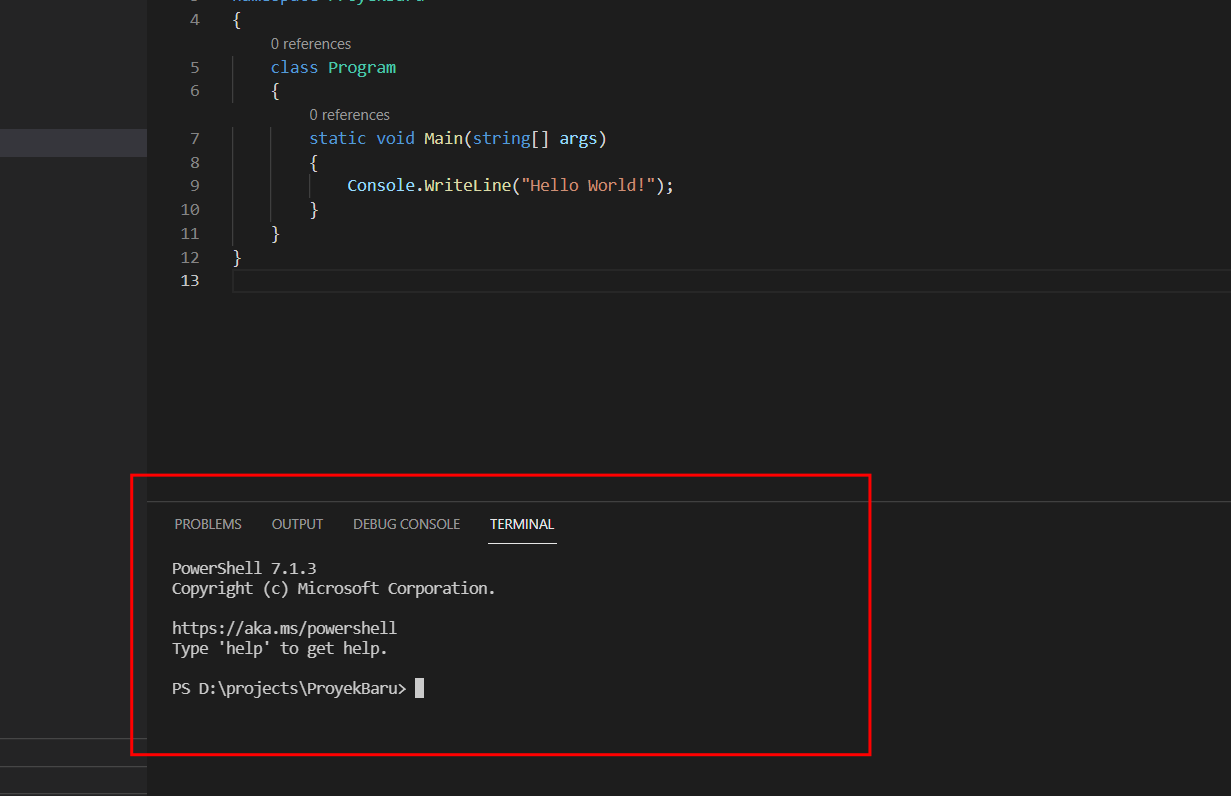 4 {
0 references
5 class Program
6 {
0 references
7 static void Main(string[] args)
8 {
9 Console.WriteLine("Hello World!");
10 }
11 }
12 }
13
PROBLEMS OUTPUT DEBUG CONSOLE TERMINAL
PowerShell 7.1.3
Copyright (c) Microsoft Corporation.
https://aka.ms/powershell
Type 'help' to get help.
PS D:\projects\ProyekBaru>